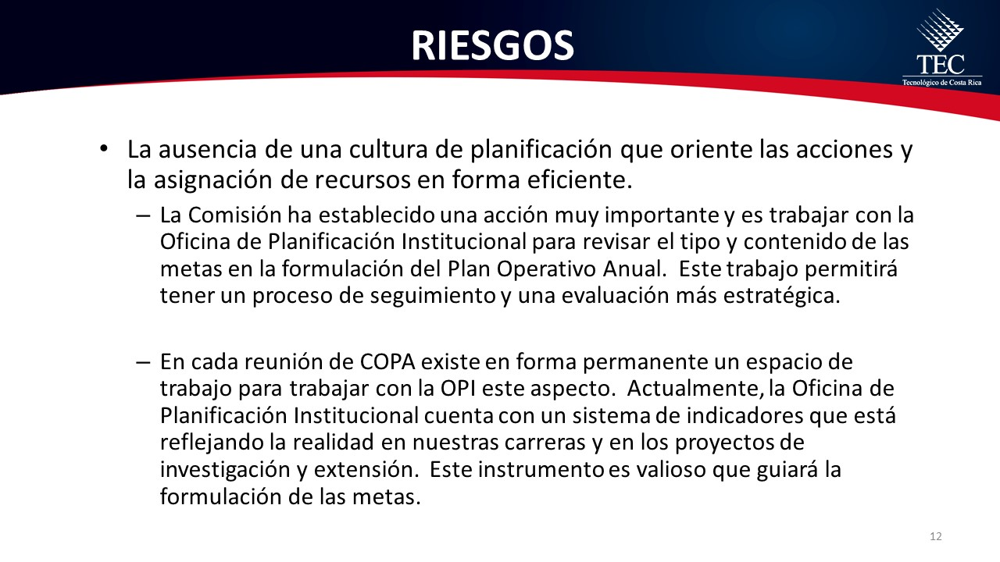 RIESGOS
TEC
Tecnológico de Costa Rica
• La ausencia de una cultura de planificación que oriente las acciones y
la asignación de recursos en forma eficiente.
– La Comisión ha establecido una acción muy importante y es trabajar con la
Oficina de Planificación Institucional para revisar el tipo y contenido de las
metas en la formulación del Plan Operativo Anual. Este trabajo permitirá
tener un proceso de seguimiento y una evaluación más estratégica.
– En cada reunión de COPA existe en forma permanente un espacio de
trabajo para trabajar con la OPI este aspecto. Actualmente, la Oficina de
Planificación Institucional cuenta con un sistema de indicadores que está
reflejando la realidad en nuestras carreras y en los proyectos de
investigación y extensión. Este instrumento es valioso que guiará la
formulación de las metas.
12